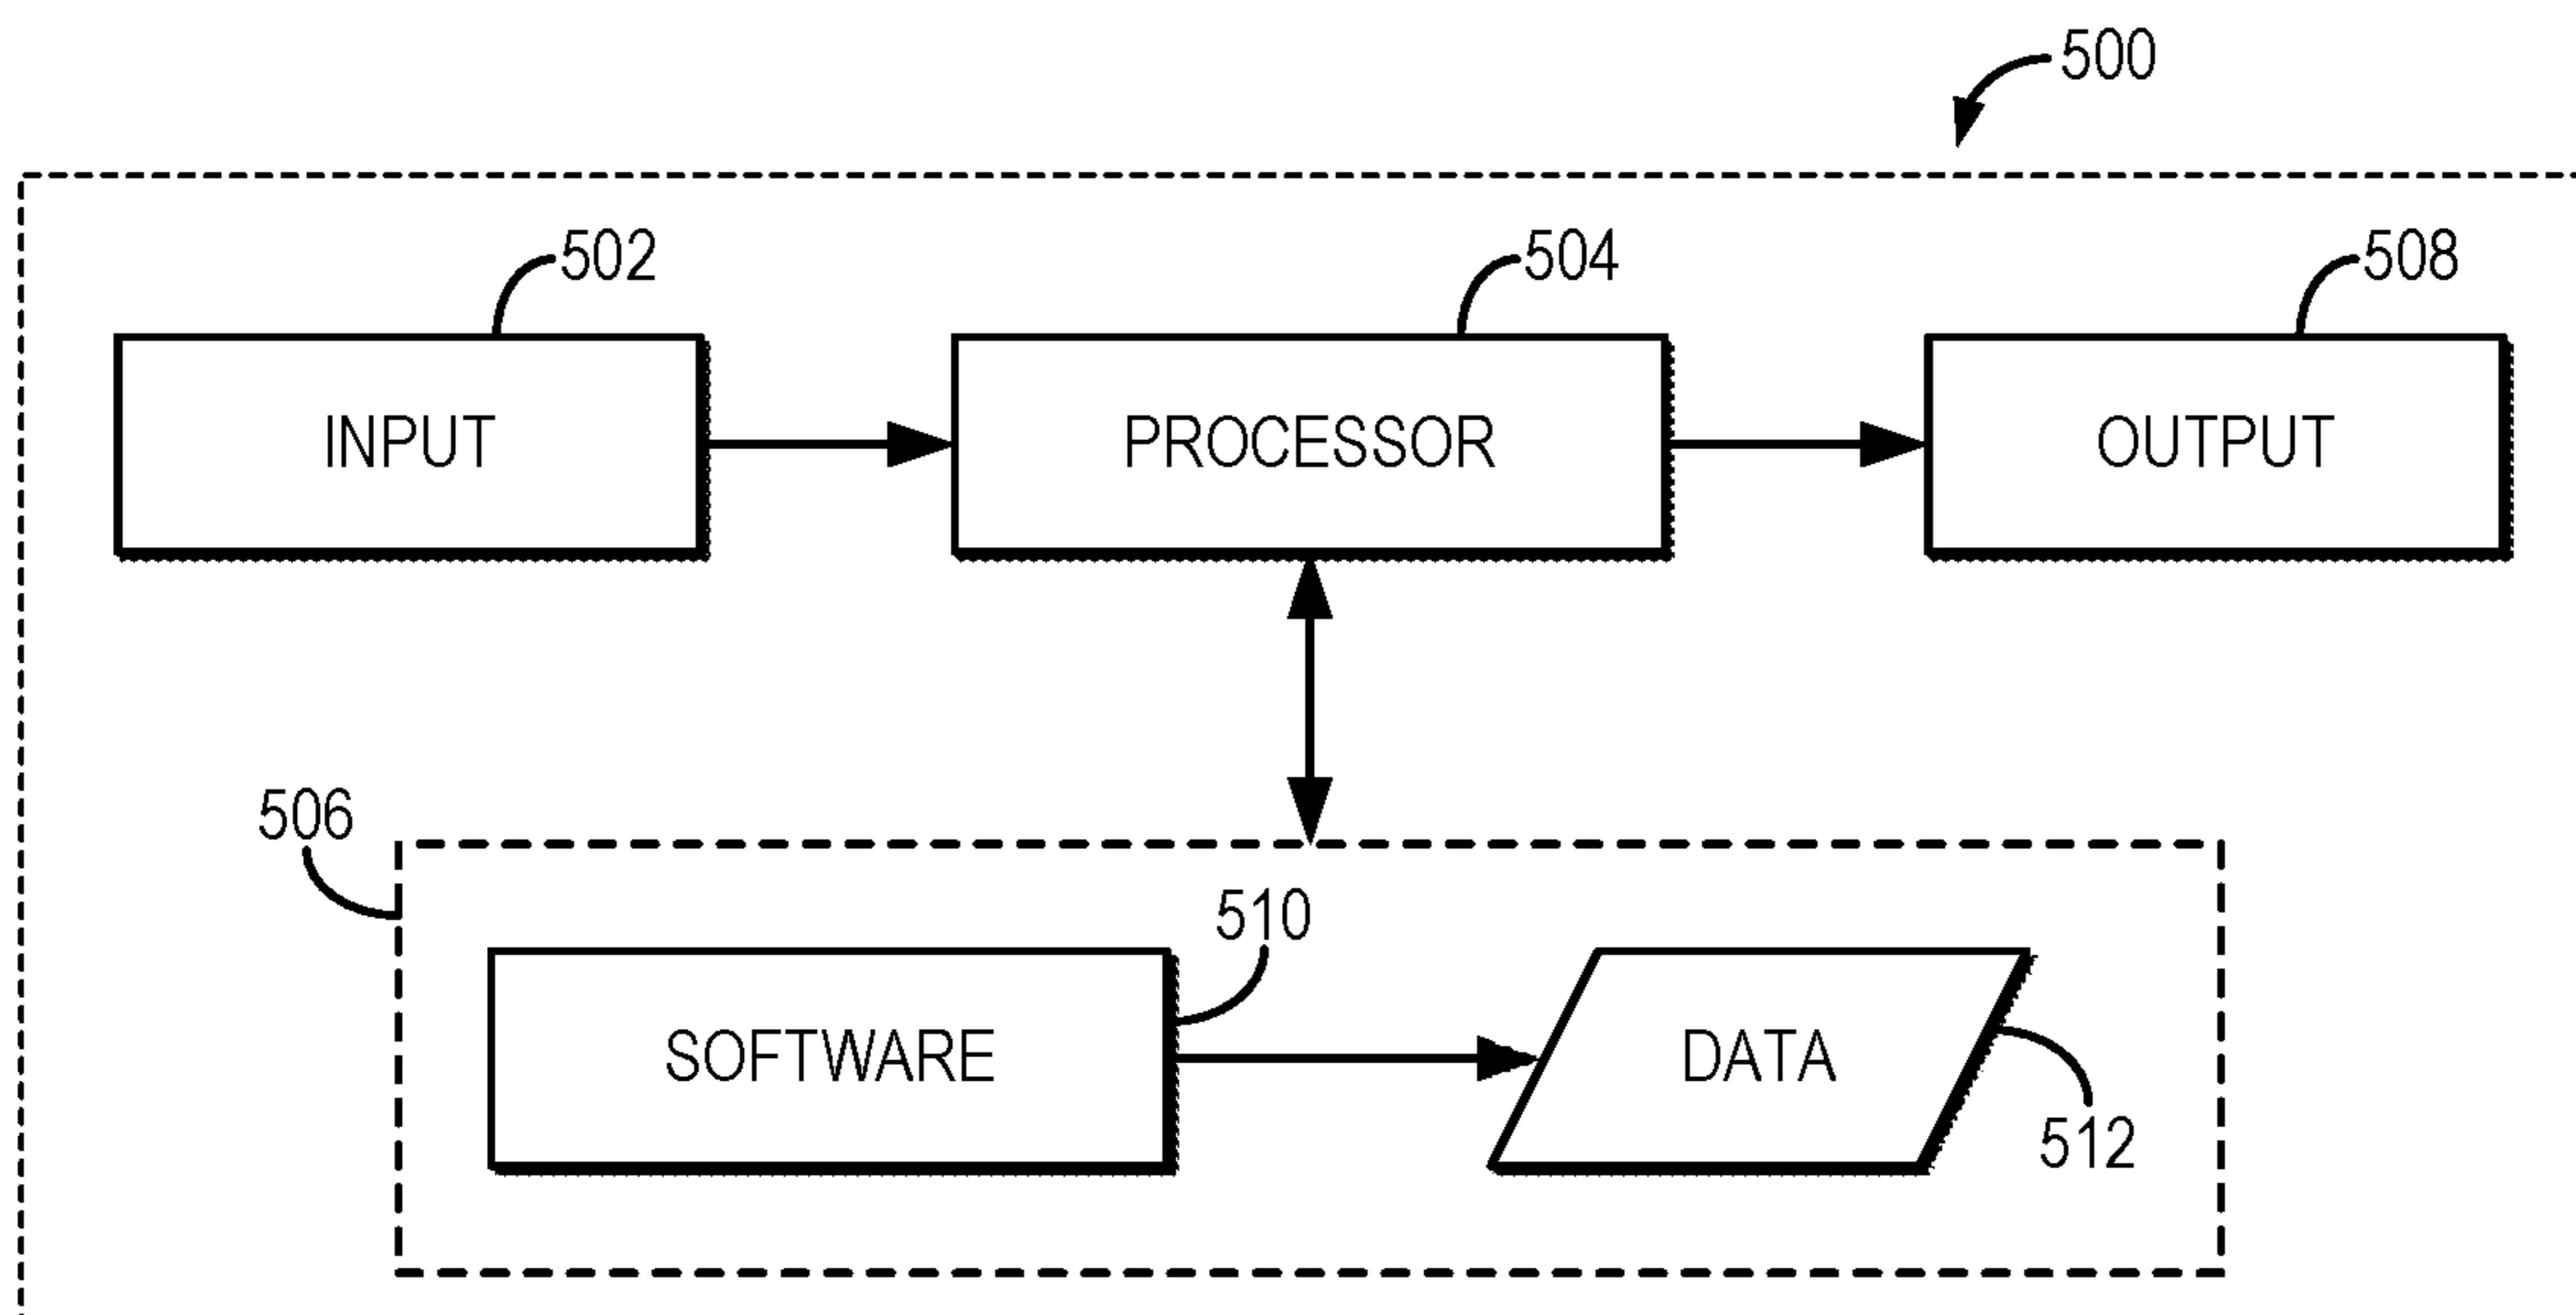 500
502
504
508
INPUT
PROCESSOR
OUTPUT
506
510
SOFTWARE
DATA
512